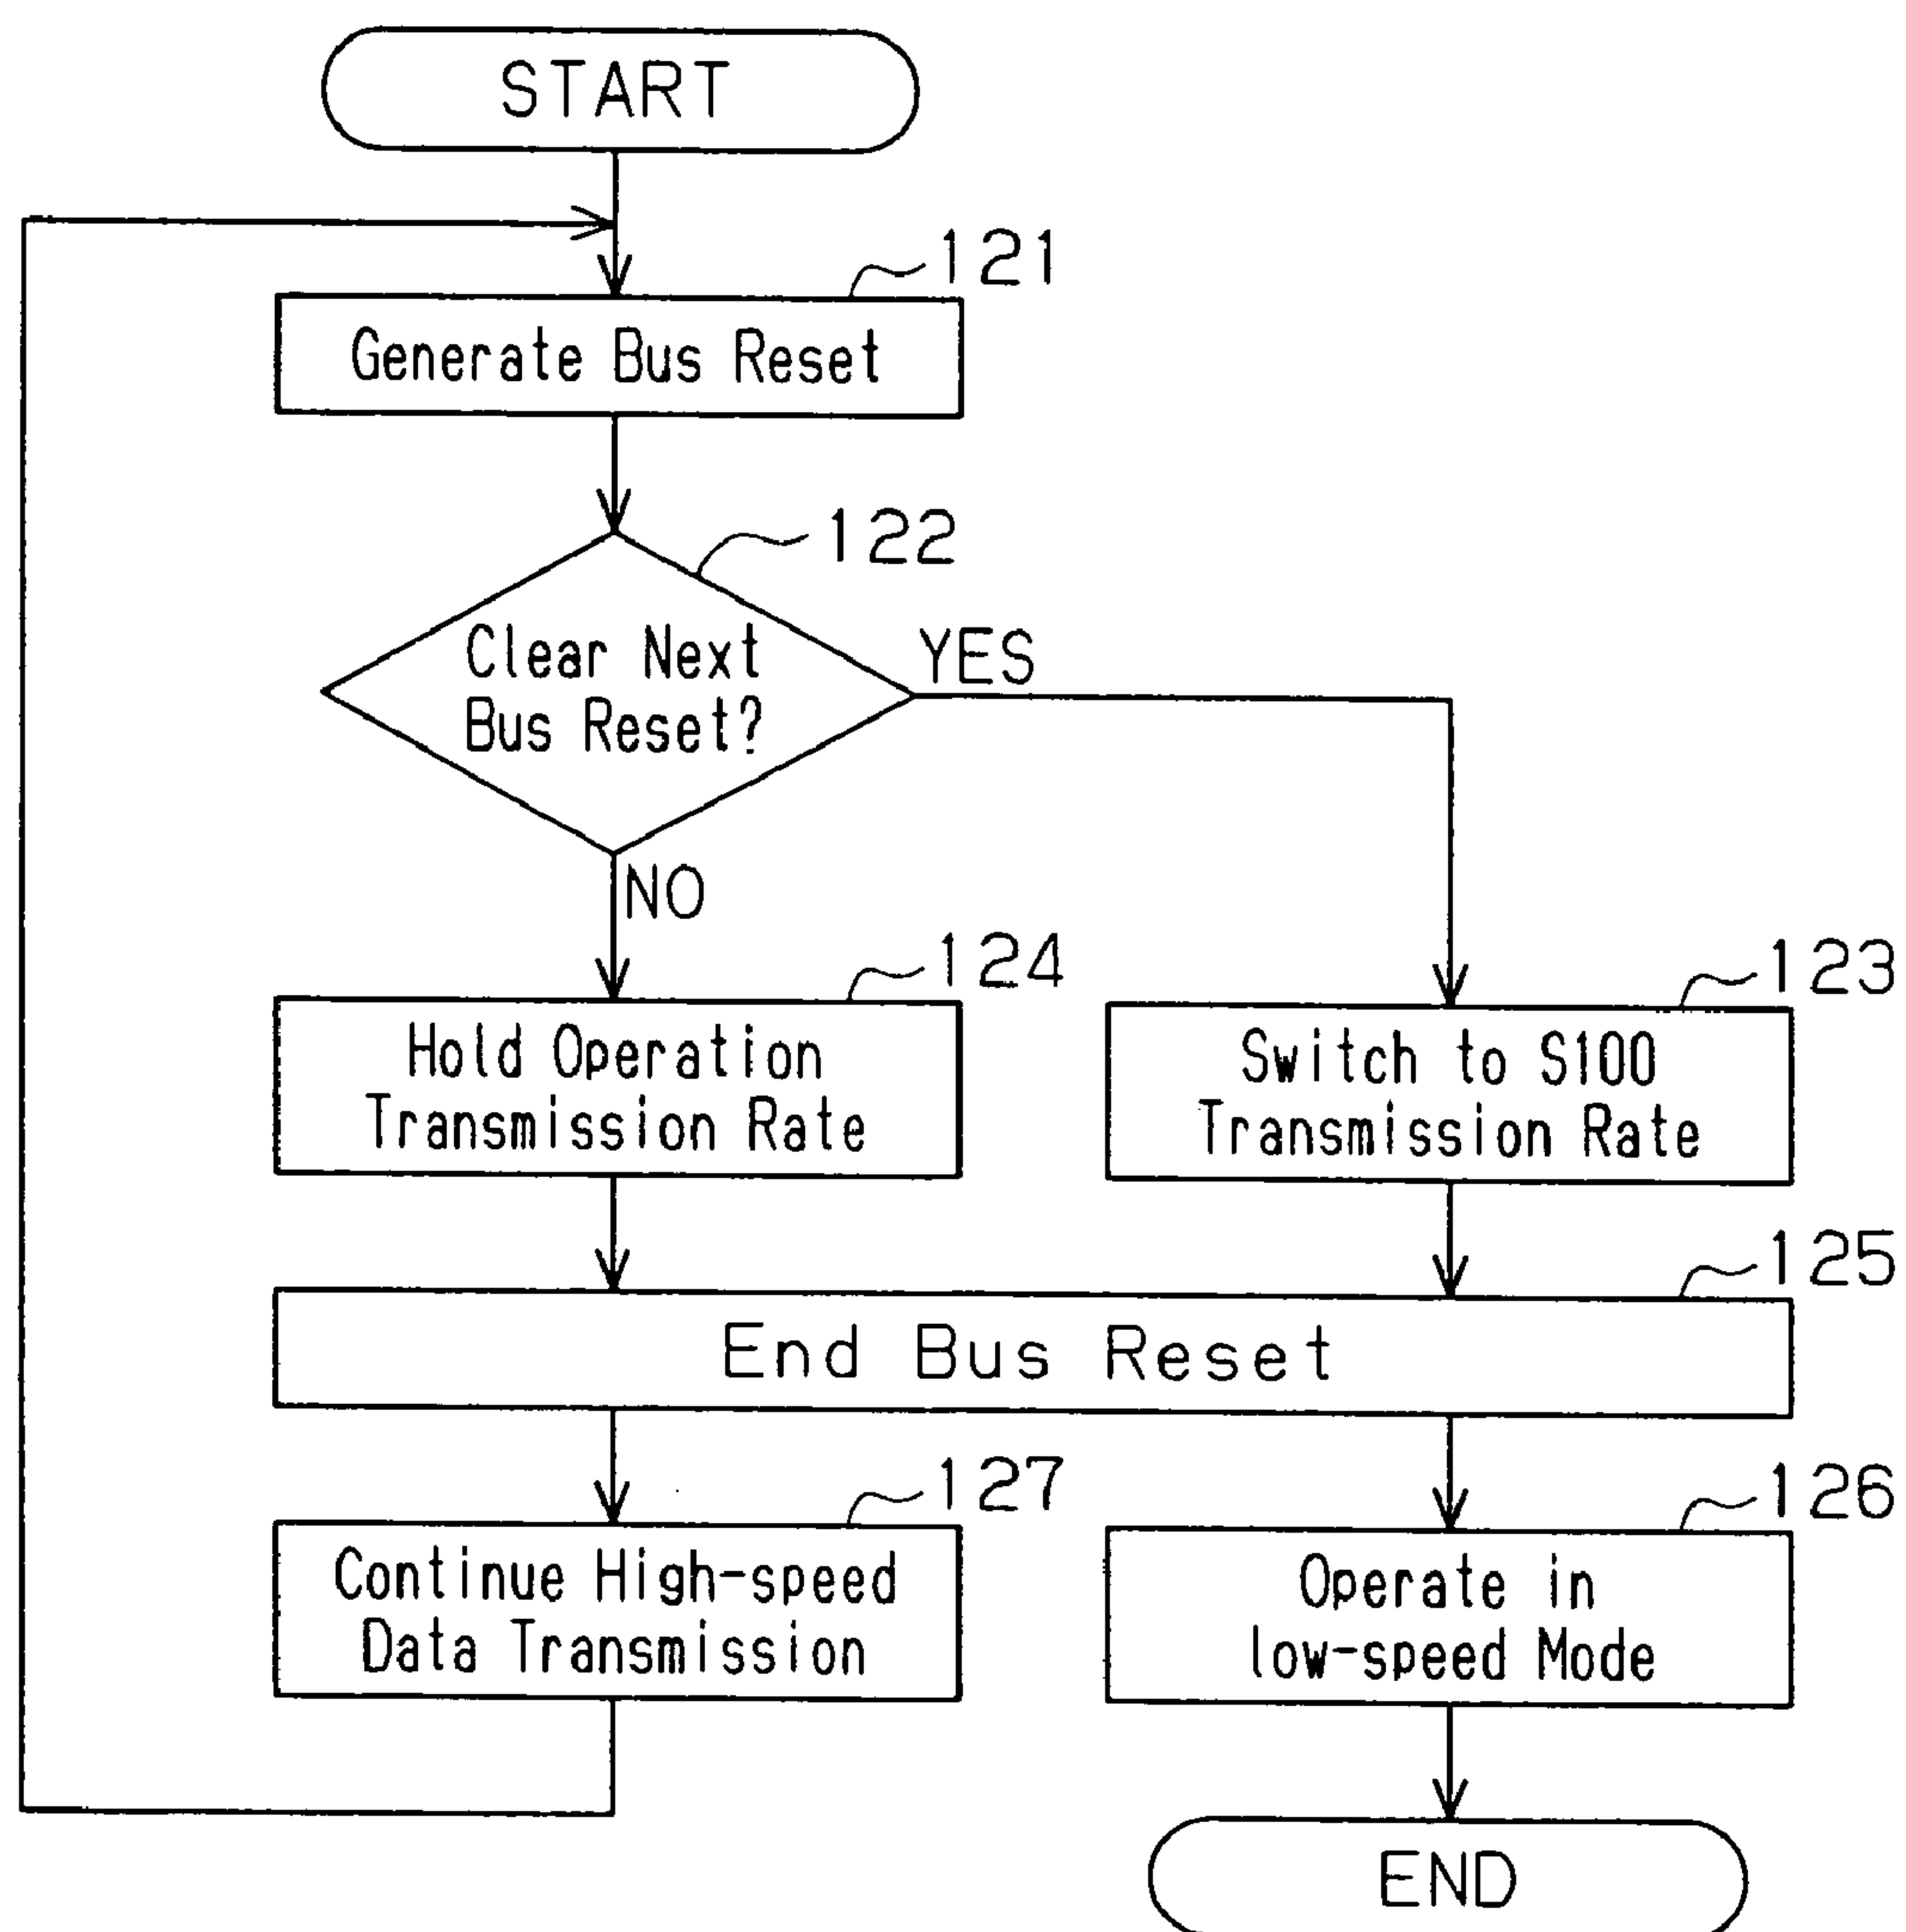 START
121
Generate Bus Reset
122
Clear Next
Bus Reset?
YES
NO
124
Hold Operation
Transmission Rate
123
Switch to S100
Transmission Rate
125
End Bus Reset
127
Continue High-speed
Data Transmission
126
Operate in
low-speed Mode
END